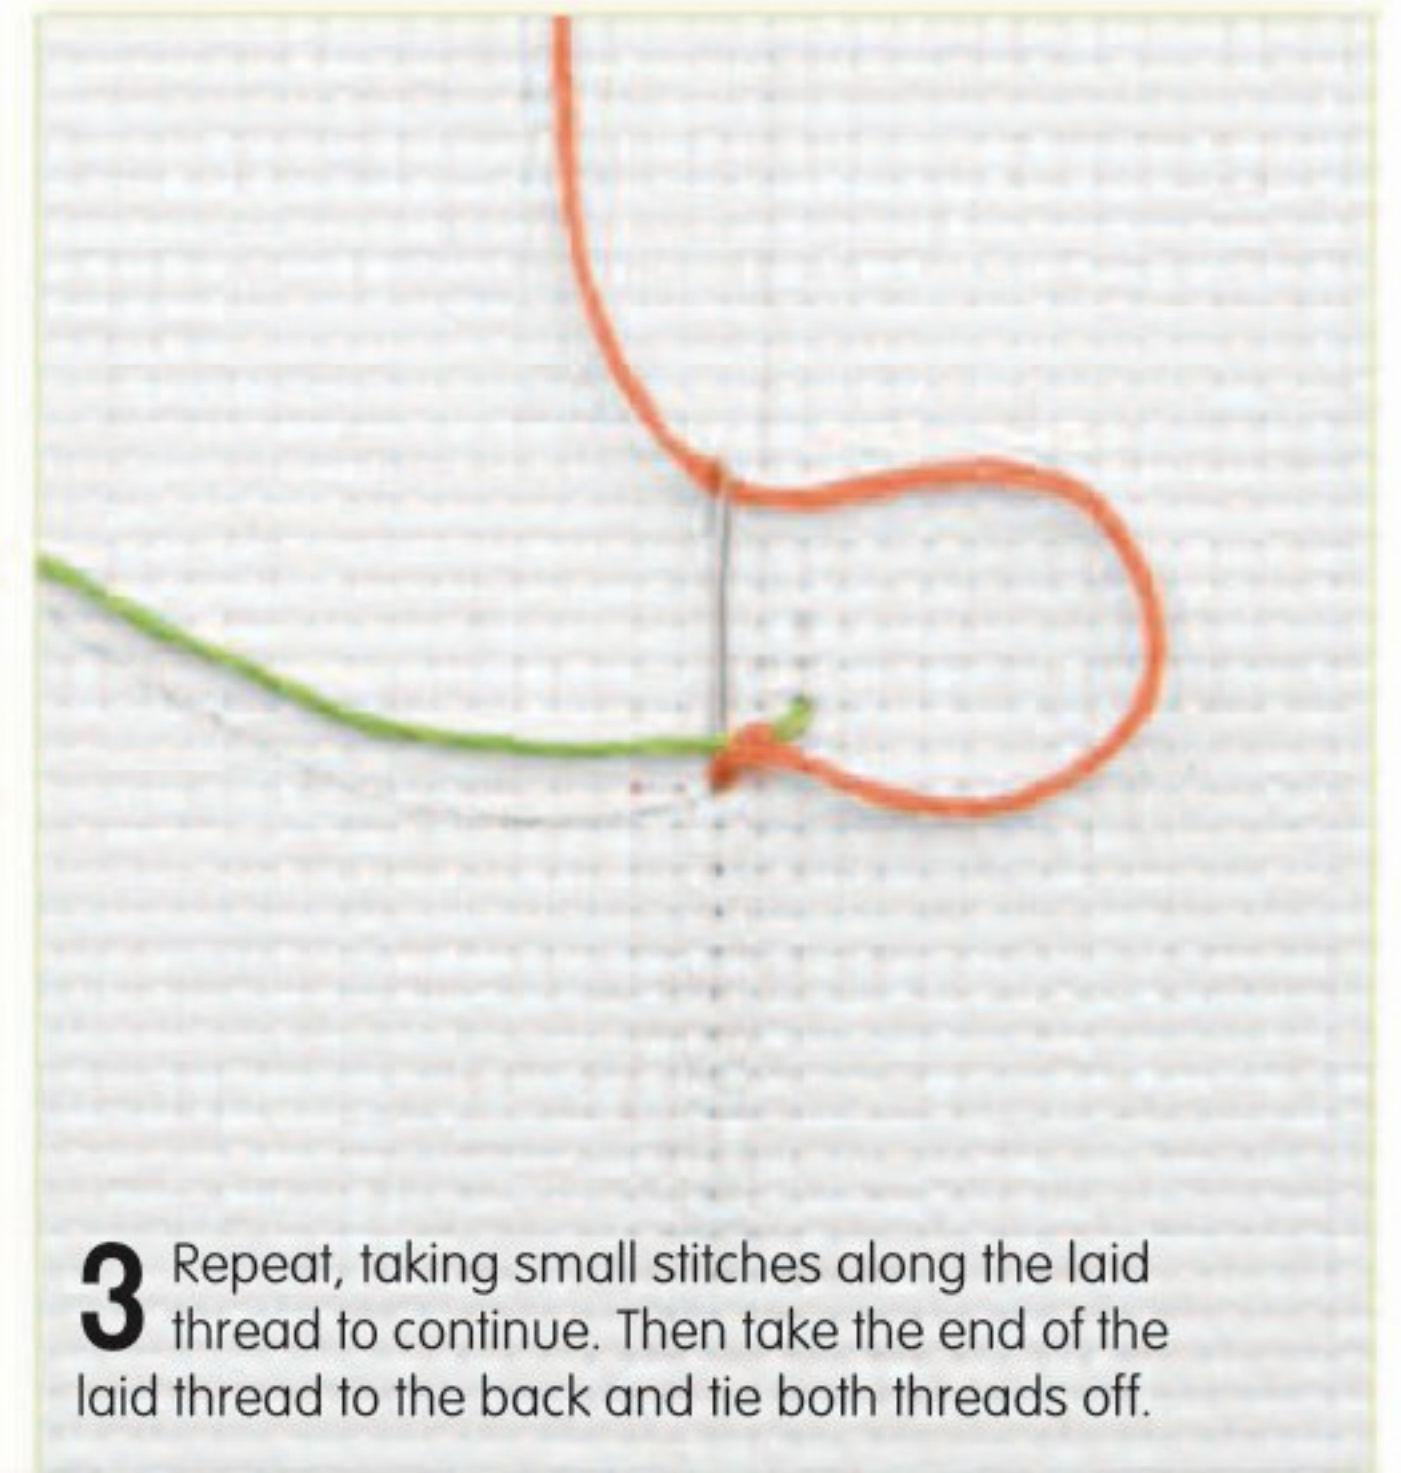 3 Repeat, taking small stitches along the laid
thread to continue. Then take the end of the
laid thread to the back and tie both threads off.